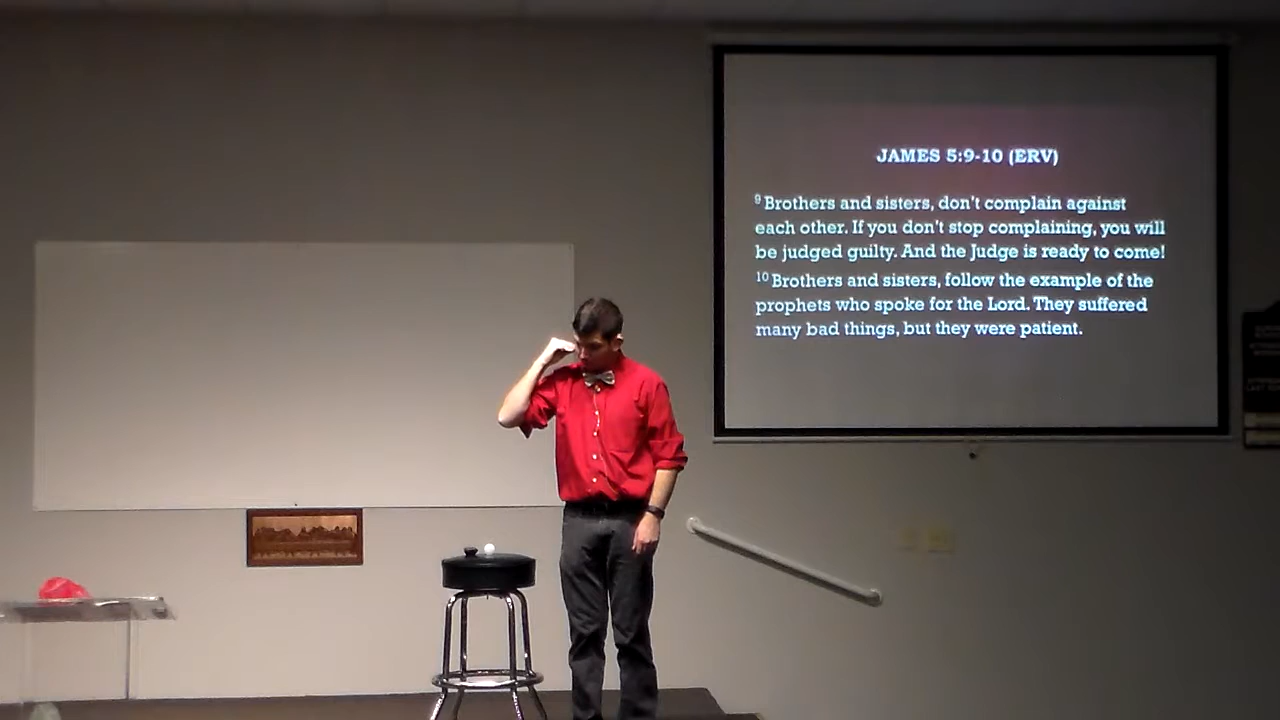 JAMES 5:9-10 (ERV)
9 Brothers and sisters, don't complain against
each other. If you don't stop complaining, you will
be judged guilty. And the Judge is ready to come!
10 Brothers and sisters, follow the example of the
prophets who spoke for the Lord. They suffered
many bad things, but they were patient.